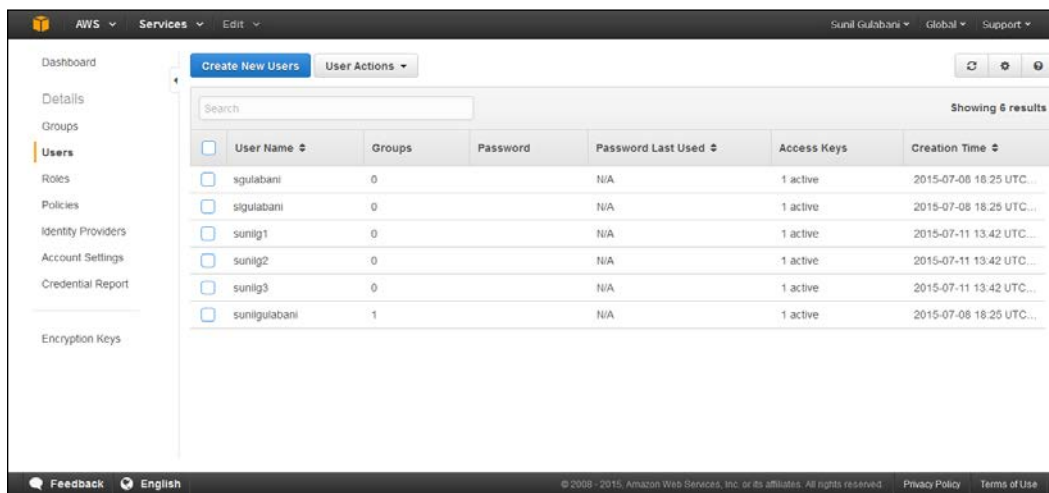 AWS Services Edit Sunil Gulabani Global Support
Dashboard
Details
Groups
Users
Roles
Policies
Identity Providers
Account Settings
Credential Report
Encryption Keys
Create New Users User Actions
Search Showing 6 results
User Name Groups Password Password Last Used Access Keys Creation Time
sgulabani 0 N/A 1 active 2015-07-08 18:25 UTC...
slgulabani 0 N/A 1 active 2015-07-08 18:25 UTC...
sunilg1 0 N/A 1 active 2015-07-11 13:42 UTC...
sunilg2 0 N/A 1 active 2015-07-11 13:42 UTC...
sunilg3 0 N/A 1 active 2015-07-11 13:42 UTC...
sunilgulabani 1 N/A 1 active 2015-07-08 18:25 UTC...
Feedback English © 2008 - 2015, Amazon Web Services, Inc. or its affiliates. All rights reserved. Privacy Policy Terms of Use